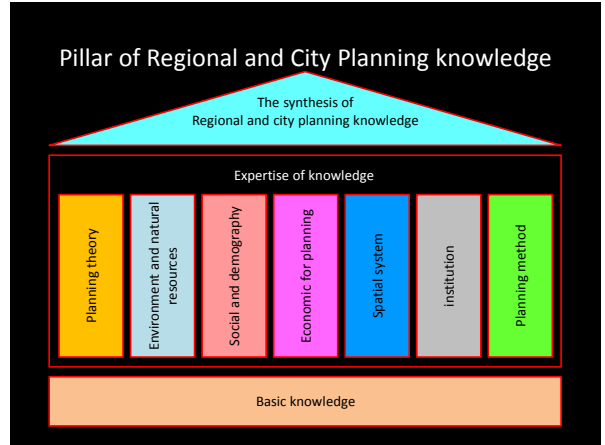 Pillar of Regional and City Planning knowledge
The synthesis of
Regional and city planning knowledge
Expertise of knowledge
Planning theory
Environment and natural
resources
Social and demography
Economic for planning
Spatial system
institution
Planning method
Basic knowledge